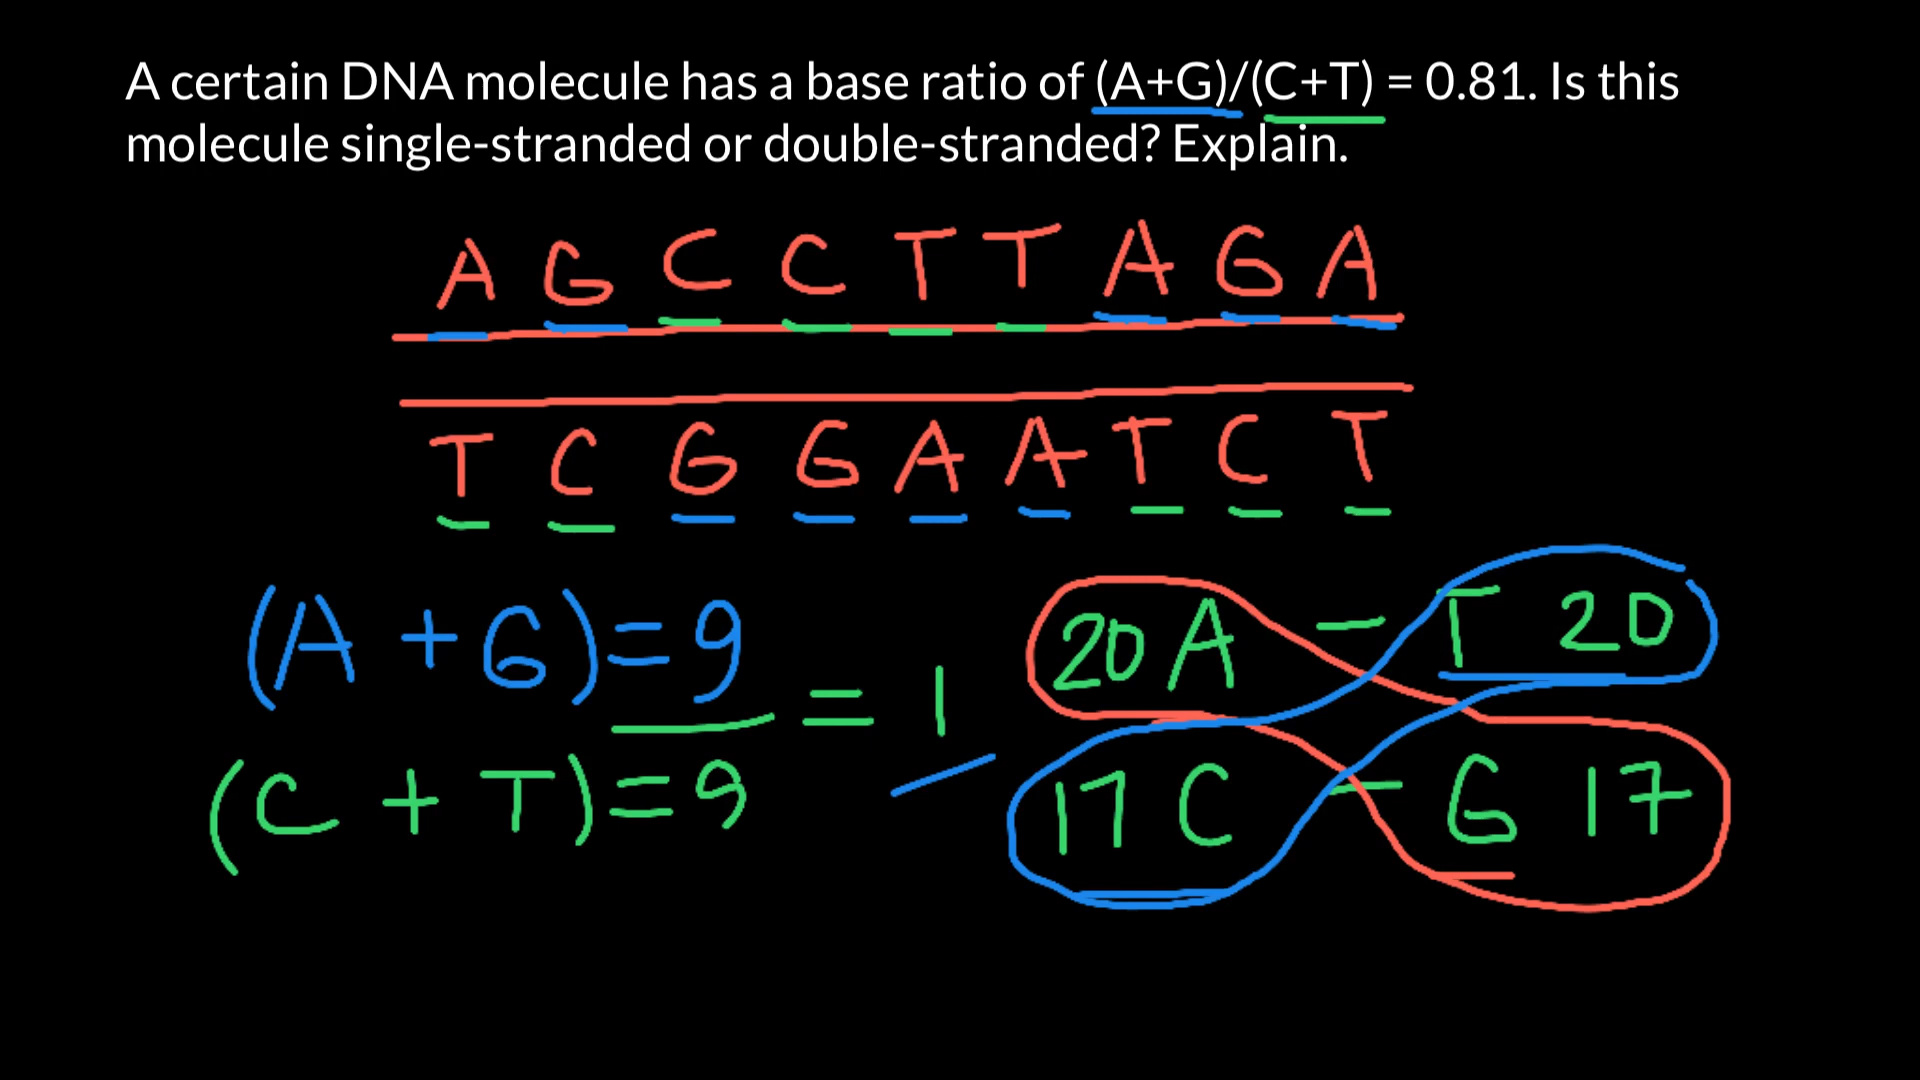 A certain DNA molecule has a base ratio of (A+G)/(C+T) = 0.81. Is this
molecule single-stranded or double-stranded? Explain.
A G C C T T A G A
T C G G A A T C T
(A + G) = 9
= 1
(C + T) = 9
20 A - T 20
17 C = G 17